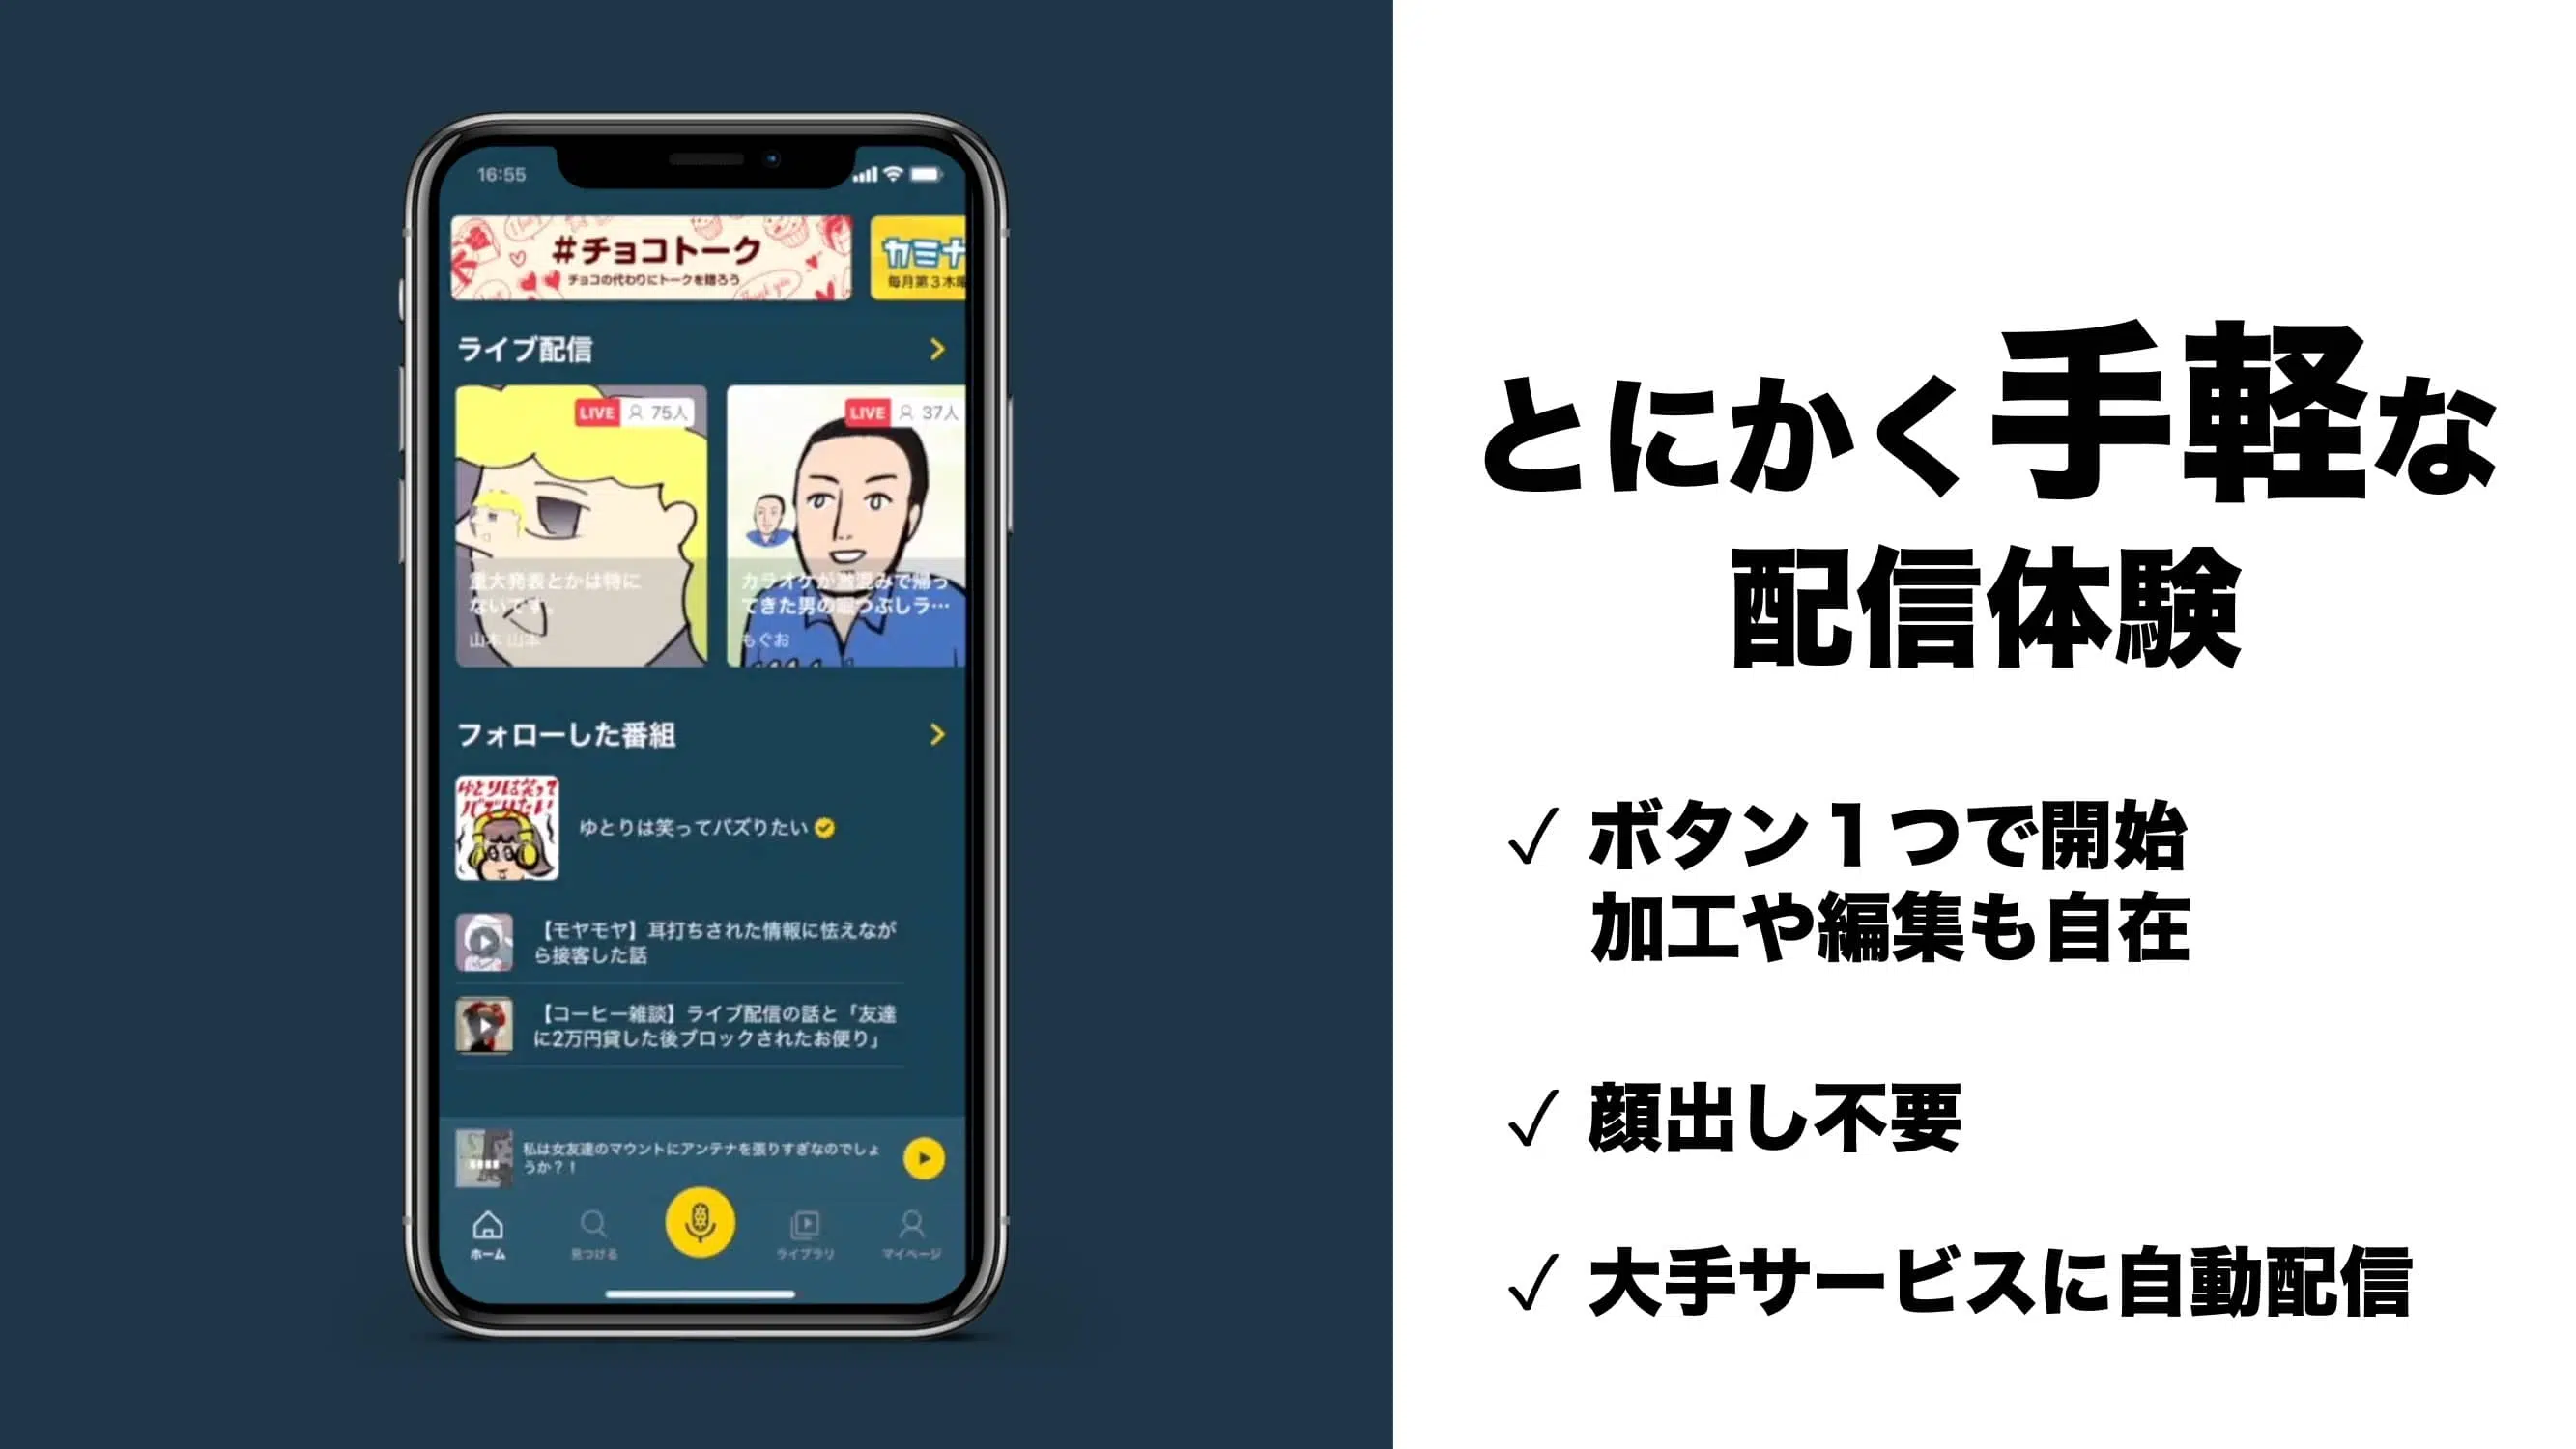 16:55
#チョコトーク
チョコの代わりにトークを贈ろう
カミナ
毎月第3木曜
ライブ配信
LIVE 75人
LIVE 37人
重大発表とかは特に
ないです。
山本 山本
カラオケが激混みで帰っ
てきた男の暇つぶしラ…
もぐお
フォローした番組
ゆとりは笑って
バズりたい
ゆとりは笑ってバズりたい
【モヤモヤ】耳打ちされた情報に怯えなが
ら接客した話
【コーヒー雑談】ライブ配信の話と「友達
に2万円貸した後ブロックされたお便り」
私は女友達のマウントにアンテナを張りすぎなのでしょ
うか？！
ホーム
見つける
ライブラリ
マイページ
とにかく手軽な
配信体験
✓ ボタン１つで開始
加工や編集も自在
✓ 顔出し不要
✓ 大手サービスに自動配信